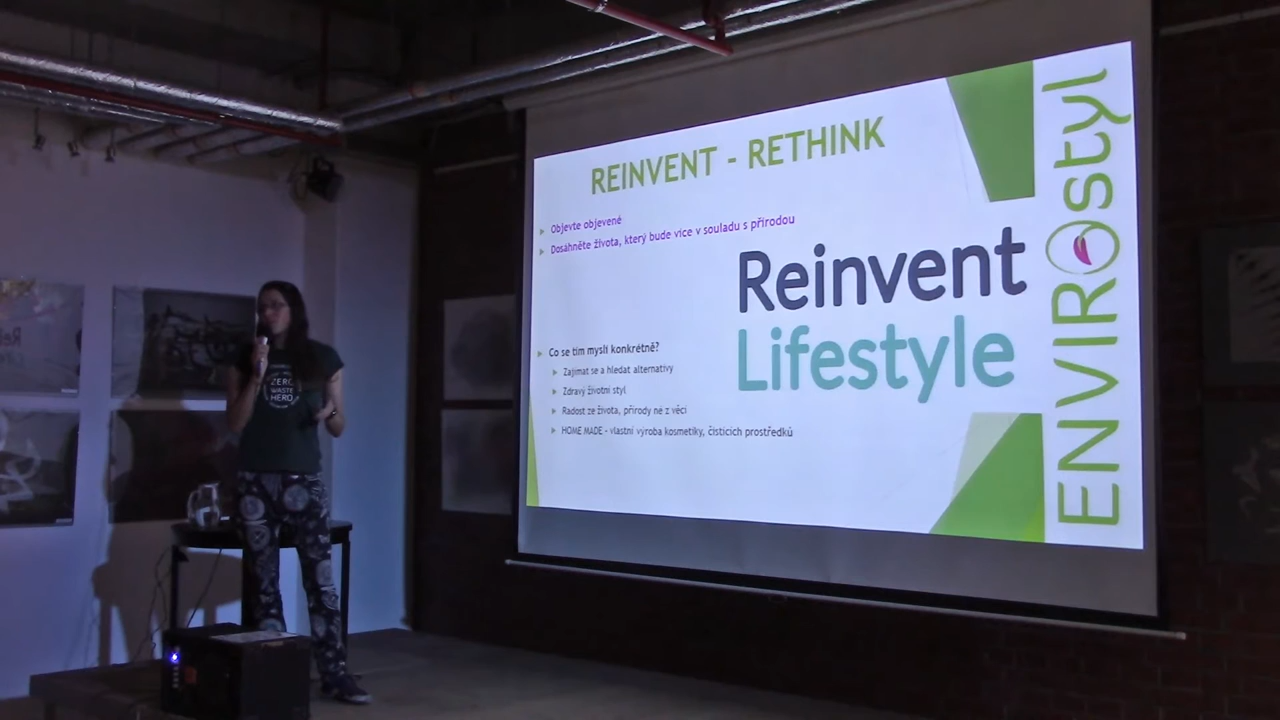 REINVENT - RETHINK
Objevte objevené
Dosáhněte života, který bude více v souladu s přírodou
Reinvent
Lifestyle
Co se tím myslí konkrétně?
Zajímat se a hledat alternativy
Zdravý životní styl
Radost ze života, přírody ne z věcí
HOME MADE - vlastní výroba kosmetiky, čistících prostředků
ENVIROstyl
ZERO
WASTE
HERO